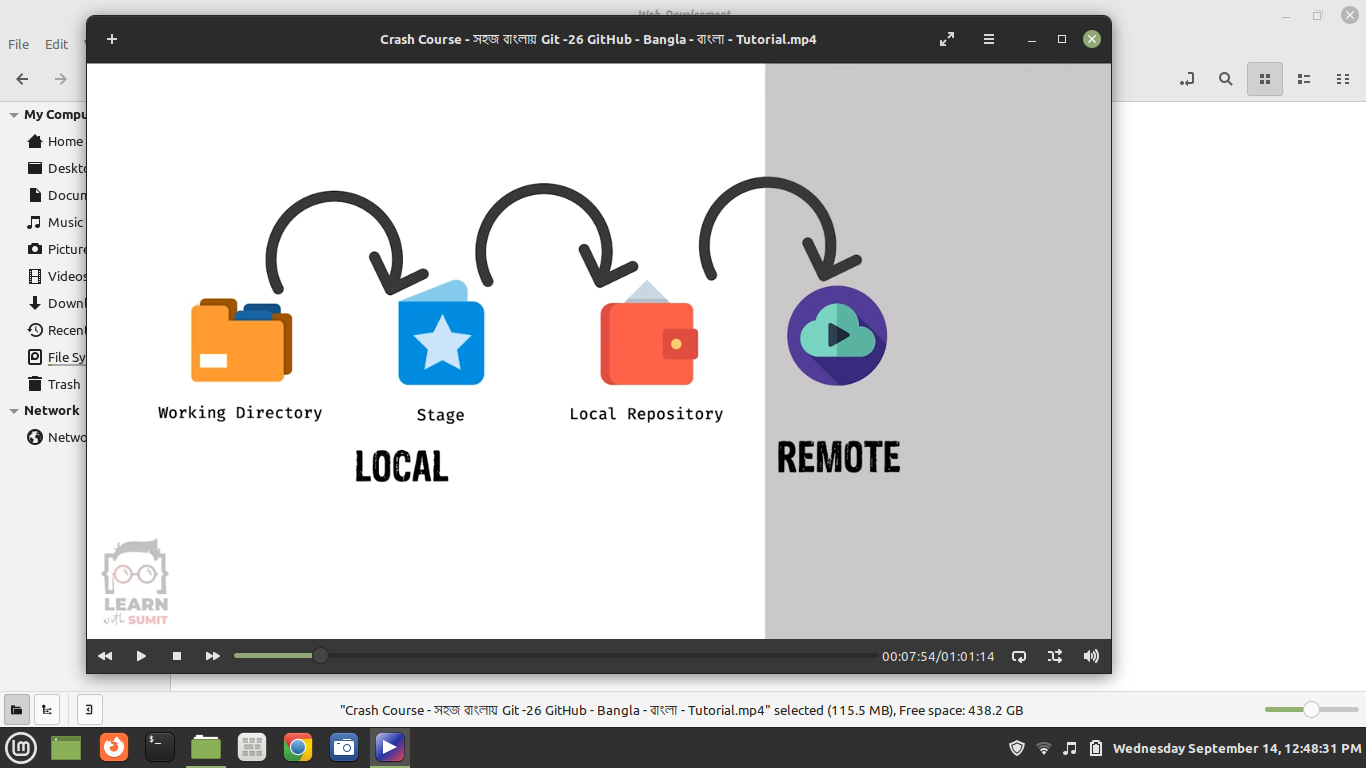 Web Development
File Edit
Crash Course - সহজ বাংলায় Git -26 GitHub - Bangla - বাংলা - Tutorial.mp4
My Compu
Home
Deskto
Docum
Music
Picture
Videos
Downl
Recent
File Sy
Trash
Network
Netwo
Working Directory
Stage
Local Repository
LOCAL
REMOTE
LEARN
with SUMIT
00:07:54/01:01:14
"Crash Course - সহজ বাংলায় Git -26 GitHub - Bangla - বাংলা - Tutorial.mp4" selected (115.5 MB), Free space: 438.2 GB
Wednesday September 14, 12:48:31 PM